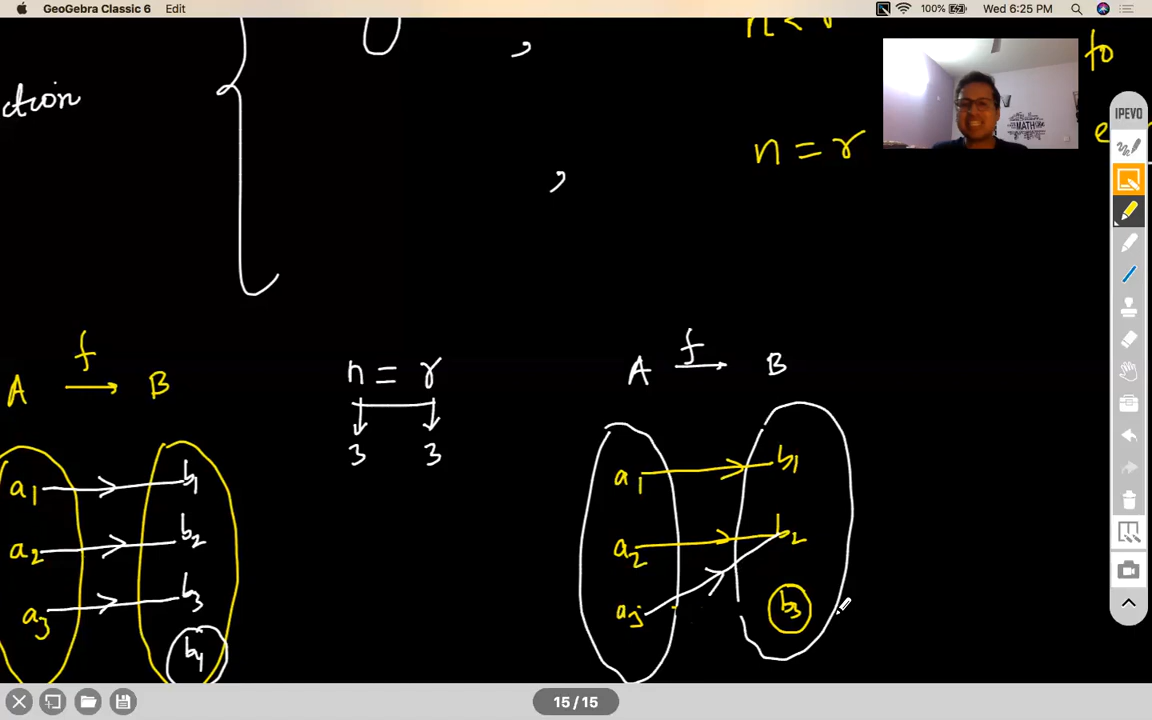 GeoGebra Classic 6 Edit 100% Wed 6:25 PM
n < r
to
IPEVO
MATH
ction
,
n = r
,
A f→ B
n = r
3 3
A f→ B
a1 b1
a2 b2
a3 b3
b4
a1 b1
a2 b2
a3 b3
15 / 15